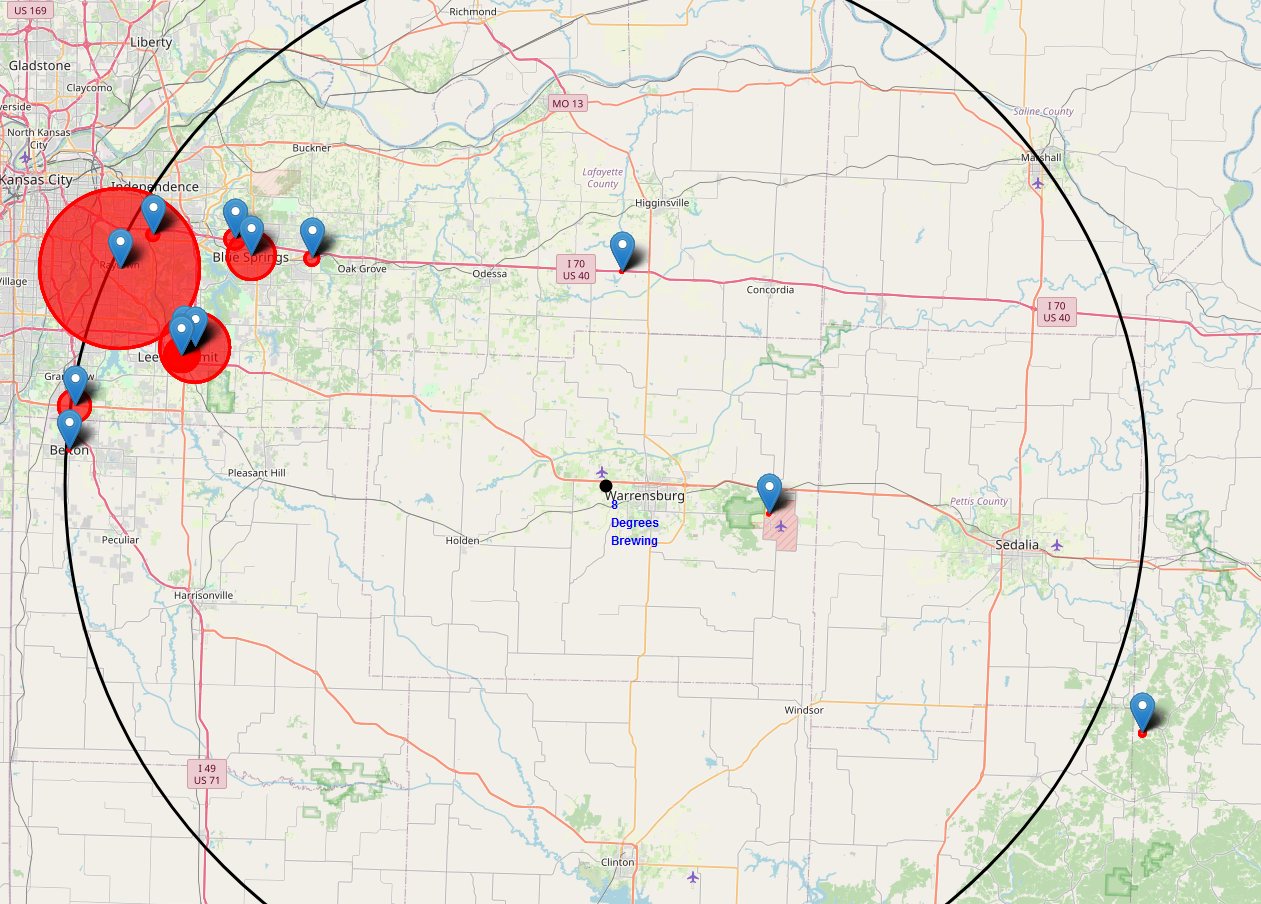 US 169
Richmond
Liberty
Gladstone
Claycomo
MO 13
Saline County
North Kansas
City
Buckner
Marshall
Kansas City
Independence
Lafayette
County
Higginsville
Blue Springs
Oak Grove
I 70
US 40
Odessa
Village
Concordia
I 70
US 40
Belton
Pleasant Hill
Warrensburg
8
Degrees
Brewing
Pettis County
Peculiar
Holden
Sedalia
Harrisonville
Windsor
I 49
US 71
Clinton